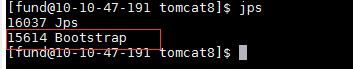 [fund@10-10-47-191 tomcat8]$ jps
16037 Jps
15614 Bootstrap
[fund@10-10-47-191 tomcat8]$